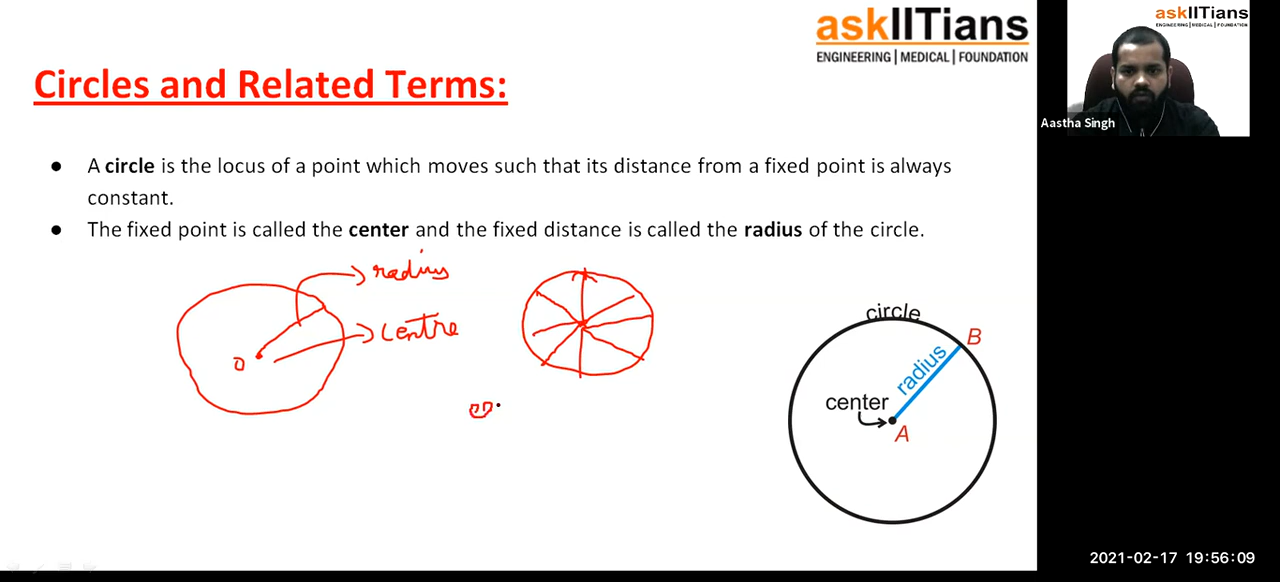 askIITians
ENGINEERING | MEDICAL | FOUNDATION
askIITians
ENGINEERING | MEDICAL | FOUNDATION
Aastha Singh
Circles and Related Terms:
● A circle is the locus of a point which moves such that its distance from a fixed point is always
constant.
● The fixed point is called the center and the fixed distance is called the radius of the circle.
radius
centre
O
circle
B
radius
center
A
2021-02-17 19:56:09